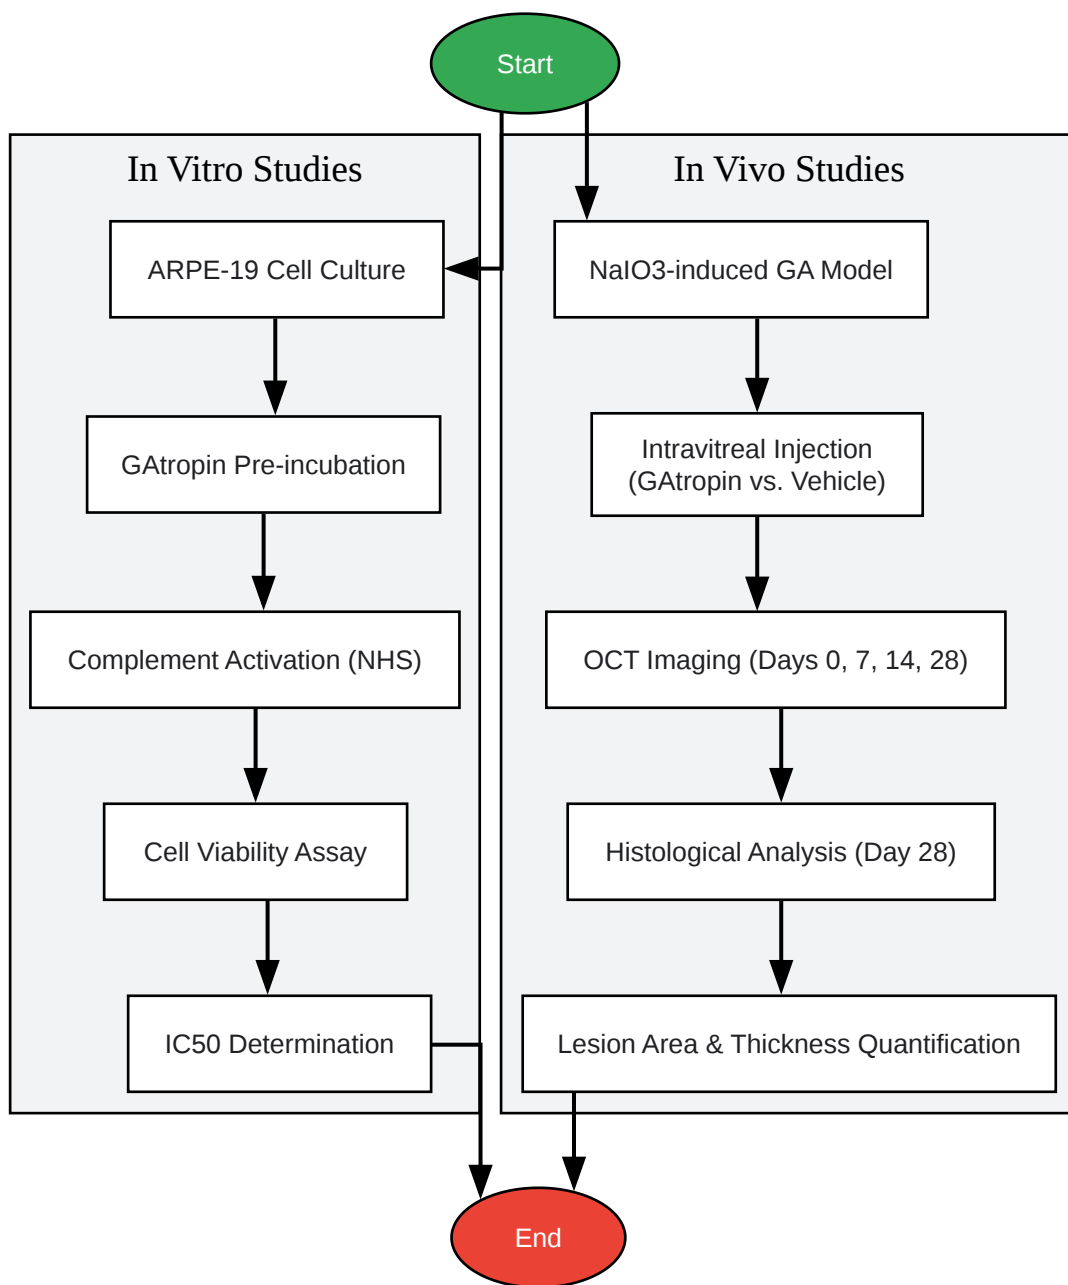 Start
In Vitro Studies
ARPE-19 Cell Culture
GAtropin Pre-incubation
Complement Activation (NHS)
Cell Viability Assay
IC50 Determination
In Vivo Studies
NaIO3-induced GA Model
Intravitreal Injection
(GAtropin vs. Vehicle)
OCT Imaging (Days 0, 7, 14, 28)
Histological Analysis (Day 28)
Lesion Area & Thickness Quantification
End